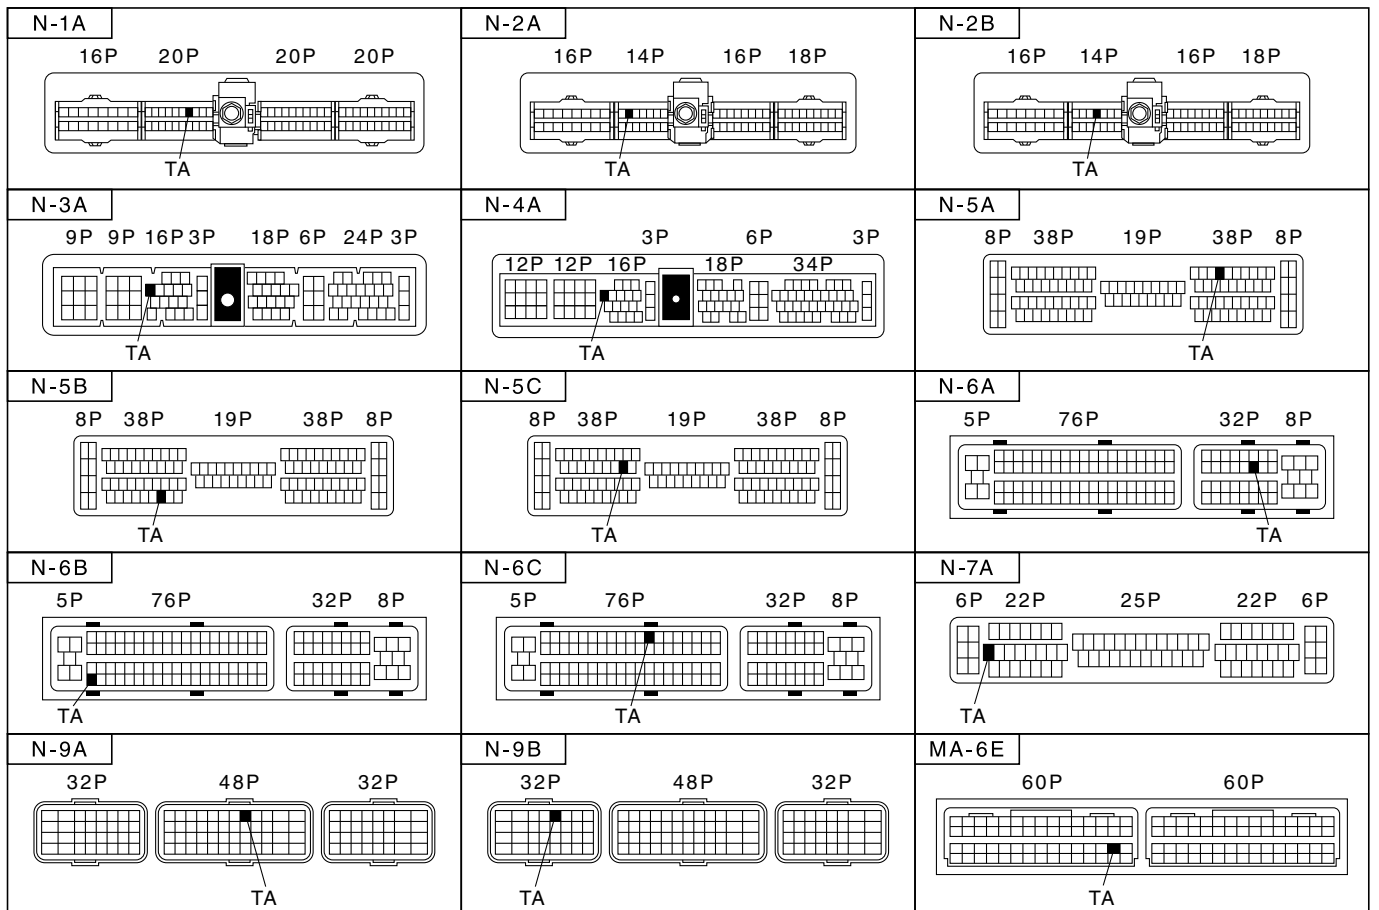 N-1A
16P 20P 20P 20P
TA
N-2A
16P 14P 16P 18P
TA
N-2B
16P 14P 16P 18P
TA
N-3A
9P 9P 16P 3P 18P 6P 24P 3P
TA
N-4A
3P 6P 3P
12P 12P 16P 18P 34P
TA
N-5A
8P 38P 19P 38P 8P
TA
N-5B
8P 38P 19P 38P 8P
TA
N-5C
8P 38P 19P 38P 8P
TA
N-6A
5P 76P 32P 8P
TA
N-6B
5P 76P 32P 8P
TA
N-6C
5P 76P 32P 8P
TA
N-7A
6P 22P 25P 22P 6P
TA
N-9A
32P 48P 32P
TA
N-9B
32P 48P 32P
TA
MA-6E
60P 60P
TA